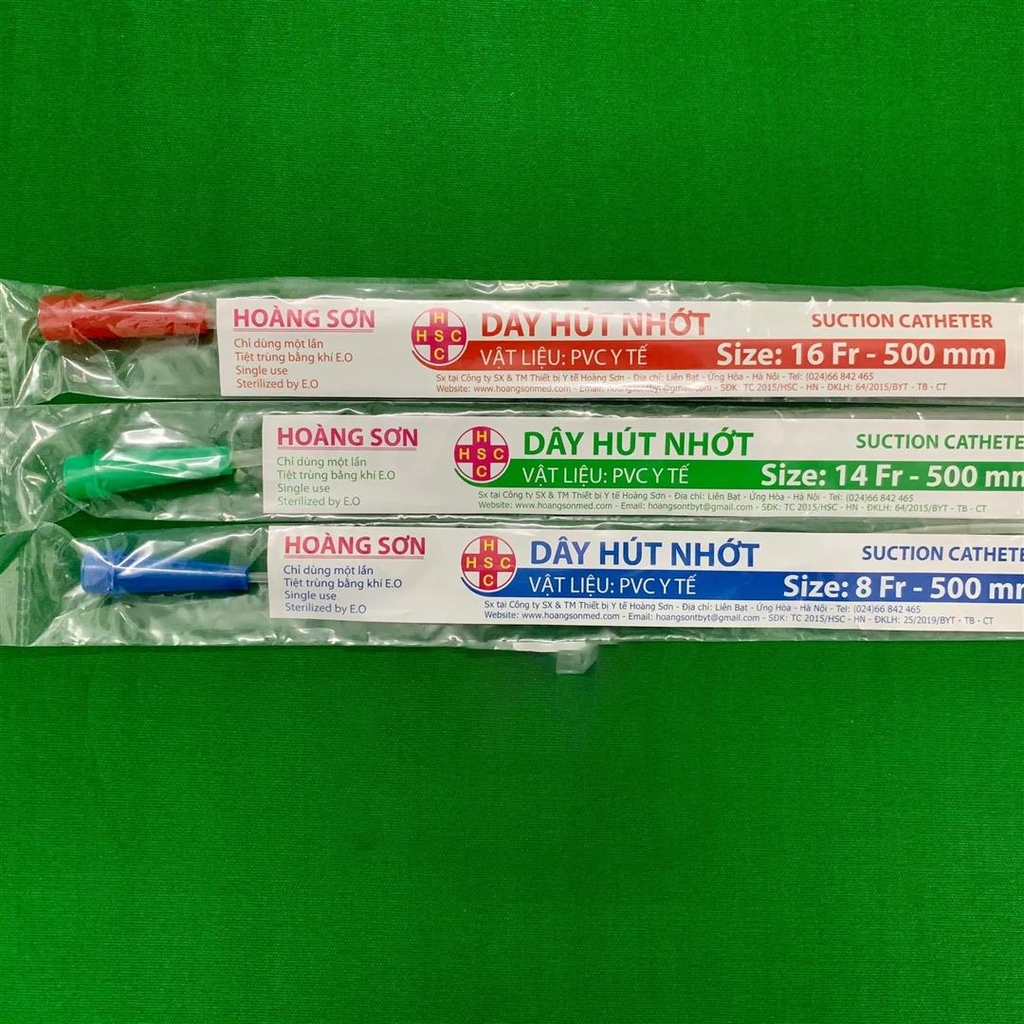 HOÀNG SƠN
Chỉ dùng một lần
Tiệt trùng bằng khí E.O
Single use
Sterilized by E.O
H
H S C
C
DÂY HÚT NHỚT
SUCTION CATHETER
VẬT LIỆU: PVC Y TẾ
Size: 16 Fr - 500 mm
Sx tại Công ty SX & TM Thiết bị Y tế Hoàng Sơn - Địa chỉ: Liên Bạt - Ứng Hòa - Hà Nội - Tel: (024)66 842 465
Website: www.hoangsonmed.com - Email: hoangsontbyt@gmail.com - SĐK: TC 2015/HSC - HN - ĐKLH: 64/2015/BYT - TB - CT
HOÀNG SƠN
Chỉ dùng một lần
Tiệt trùng bằng khí E.O
Single use
Sterilized by E.O
H
H S C
C
DÂY HÚT NHỚT
SUCTION CATHETE
VẬT LIỆU: PVC Y TẾ
Size: 14 Fr - 500 m
Sx tại Công ty SX & TM Thiết bị Y tế Hoàng Sơn - Địa chỉ: Liên Bạt - Ứng Hòa - Hà Nội - Tel: (024)66 842 465
Website: www.hoangsonmed.com - Email: hoangsontbyt@gmail.com - SĐK: TC 2015/HSC - HN - ĐKLH: 64/2015/BYT - TB - CT
HOÀNG SƠN
Chỉ dùng một lần
Tiệt trùng bằng khí E.O
Single use
Sterilized by E.O
H
H S C
C
DÂY HÚT NHỚT
SUCTION CATHETE
VẬT LIỆU: PVC Y TẾ
Size: 8 Fr - 500 m
Sx tại Công ty SX & TM Thiết bị Y tế Hoàng Sơn - Địa chỉ: Liên Bạt - Ứng Hòa - Hà Nội - Tel: (024)66 842 465
Website: www.hoangsonmed.com - Email: hoangsontbyt@gmail.com - SĐK: TC 2015/HSC - HN - ĐKLH: 25/2019/BYT - TB - CT